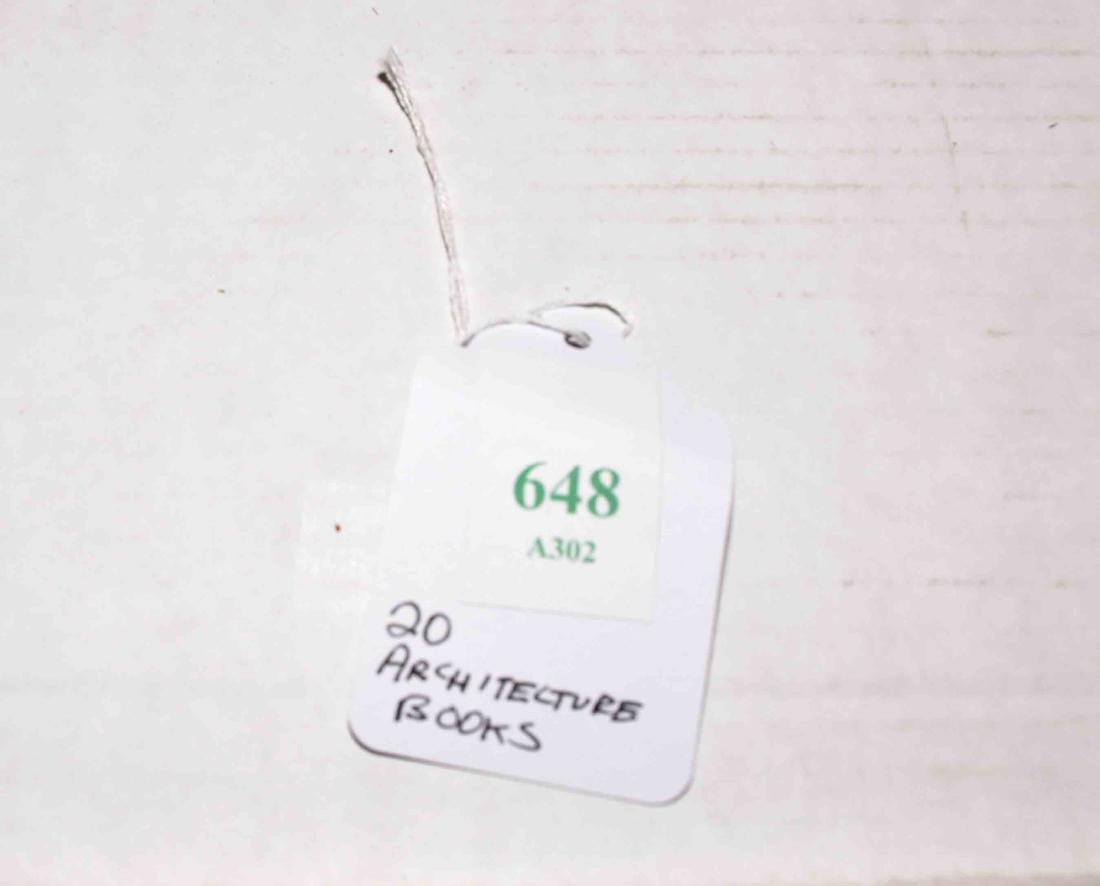 648
A302
20
ARCHITECTURE
BOOKS